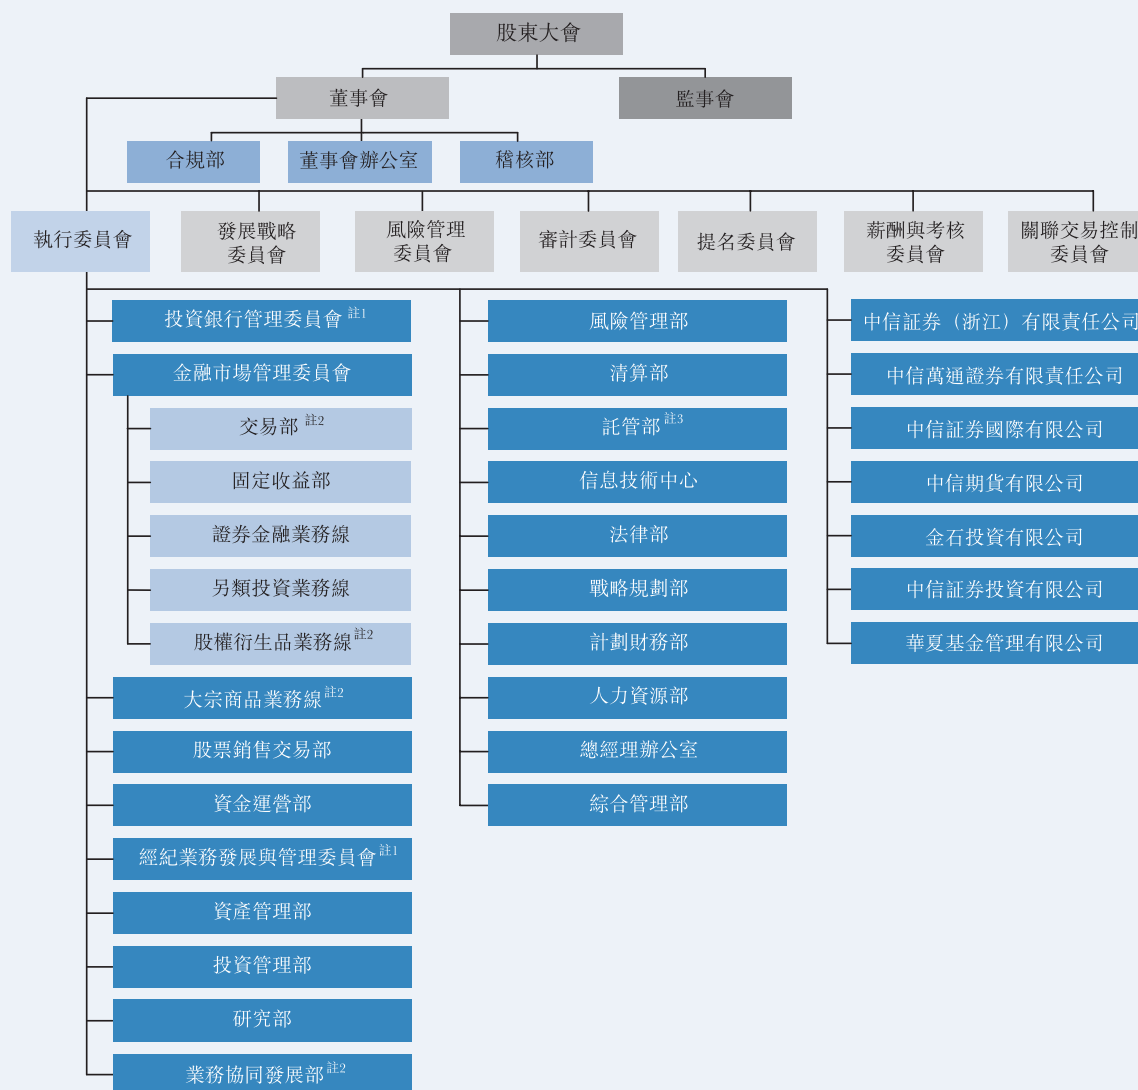 股東大會
董事會
監事會
合規部
董事會辦公室
稽核部
執行委員會
發展戰略
委員會
風險管理
委員會
審計委員會
提名委員會
薪酬與考核
委員會
關聯交易控制
委員會
投資銀行管理委員會 註1
金融市場管理委員會
交易部 註2
固定收益部
證券金融業務線
另類投資業務線
股權衍生品業務線註2
大宗商品業務線註2
股票銷售交易部
資金運營部
經紀業務發展與管理委員會註1
資產管理部
投資管理部
研究部
業務協同發展部註2
風險管理部
清算部
託管部註3
信息技術中心
法律部
戰略規劃部
計劃財務部
人力資源部
總經理辦公室
綜合管理部
中信証券（浙江）有限責任公司
中信萬通證券有限責任公司
中信証券國際有限公司
中信期貨有限公司
金石投資有限公司
中信証券投資有限公司
華夏基金管理有限公司